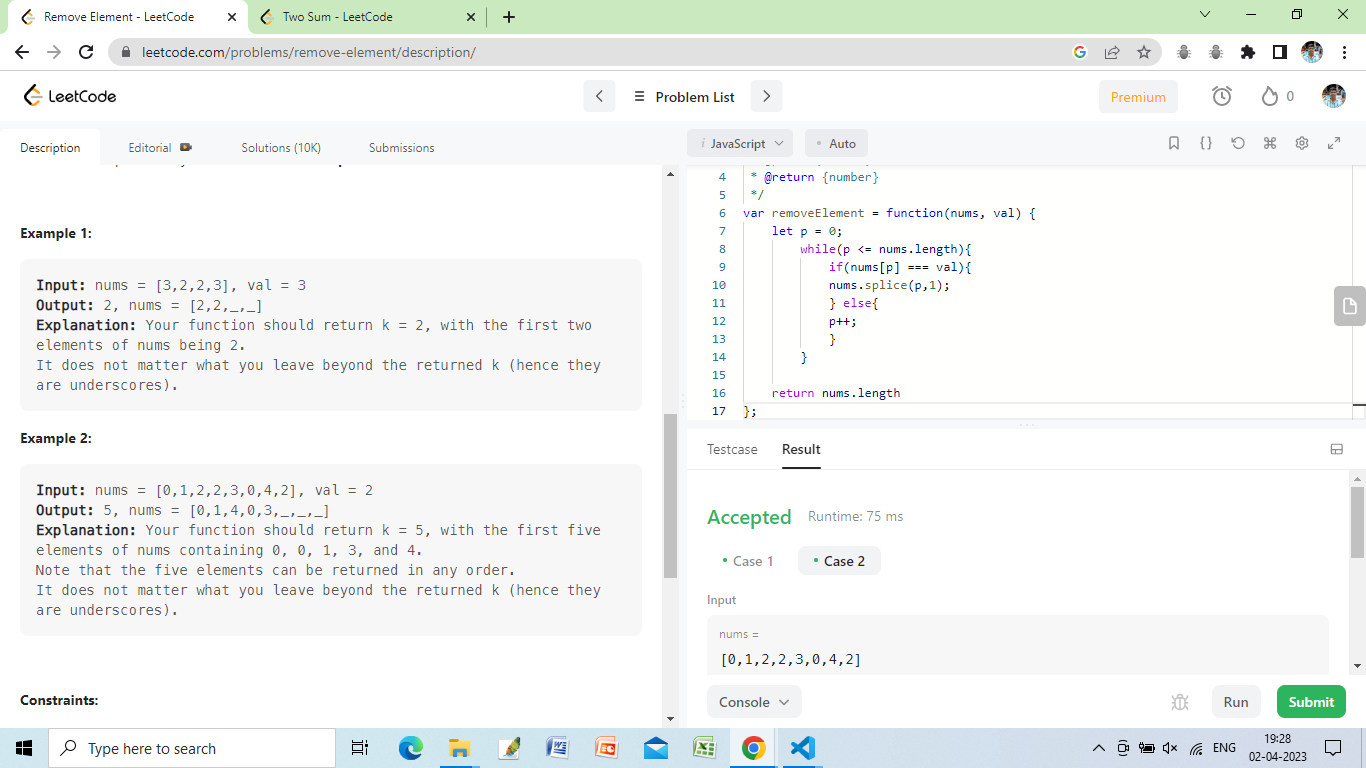 Remove Element - LeetCode
Two Sum - LeetCode
leetcode.com/problems/remove-element/description/
LeetCode
Problem List
Premium
0
Description
Editorial
Solutions (10K)
Submissions
i JavaScript
Auto
Example 1:
Input: nums = [3,2,2,3], val = 3
Output: 2, nums = [2,2,_,_]
Explanation: Your function should return k = 2, with the first two
elements of nums being 2.
It does not matter what you leave beyond the returned k (hence they
are underscores).
Example 2:
Input: nums = [0,1,2,2,3,0,4,2], val = 2
Output: 5, nums = [0,1,4,0,3,_,_,_]
Explanation: Your function should return k = 5, with the first five
elements of nums containing 0, 0, 1, 3, and 4.
Note that the five elements can be returned in any order.
It does not matter what you leave beyond the returned k (hence they
are underscores).
Constraints:
4 * @return {number}
5 */
6 var removeElement = function(nums, val) {
7 let p = 0;
8 while(p <= nums.length){
9 if(nums[p] === val){
10 nums.splice(p,1);
11 } else{
12 p++;
13 }
14 }
15
16 return nums.length
17 };
Testcase
Result
Accepted
Runtime: 75 ms
Case 1
Case 2
Input
nums =
[0,1,2,2,3,0,4,2]
Console
Run
Submit
Type here to search
ENG
19:28
02-04-2023